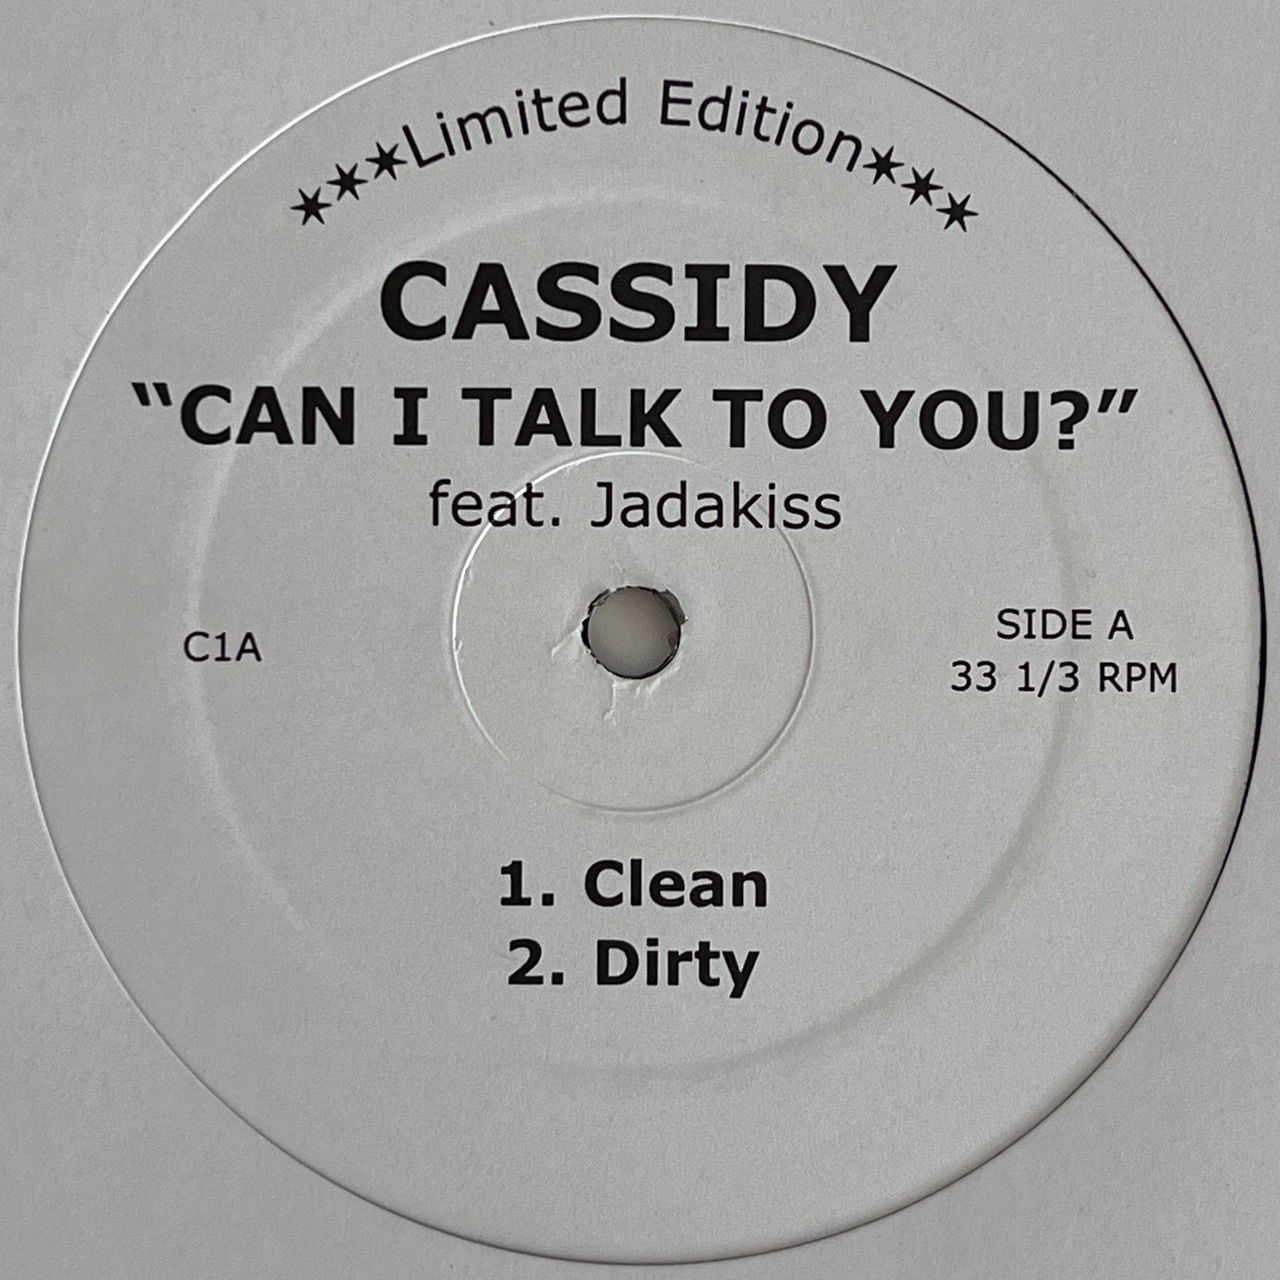 ✶✶✶Limited Edition✶✶✶
CASSIDY
“CAN I TALK TO YOU?”
feat. Jadakiss
C1A
SIDE A
33 1/3 RPM
1. Clean
2. Dirty